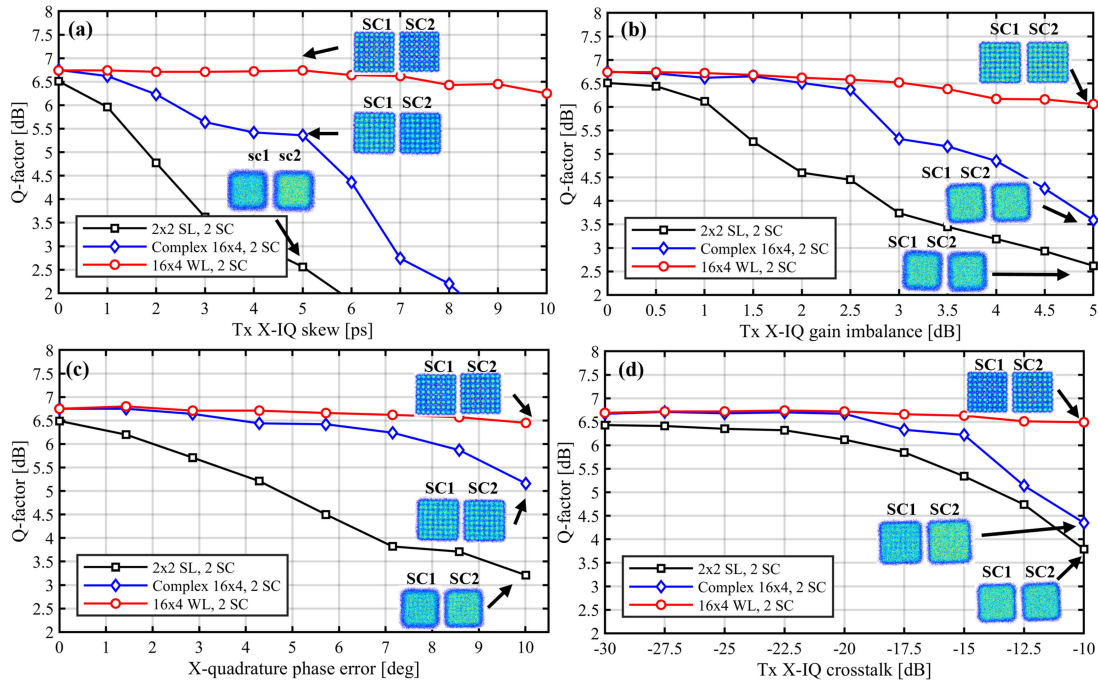 (a)
SC1 SC2
SC1 SC2
sc1 sc2
2x2 SL, 2 SC
Complex 16x4, 2 SC
16x4 WL, 2 SC
Q-factor [dB]
8
7.5
7
6.5
6
5.5
5
4.5
4
3.5
3
2.5
2
0 1 2 3 4 5 6 7 8 9 10
Tx X-IQ skew [ps]
(b)
SC1 SC2
SC1 SC2
SC1 SC2
2x2 SL, 2 SC
Complex 16x4, 2 SC
16x4 WL, 2 SC
Q-factor [dB]
8
7.5
7
6.5
6
5.5
5
4.5
4
3.5
3
2.5
2
0 0.5 1 1.5 2 2.5 3 3.5 4 4.5 5
Tx X-IQ gain imbalance [dB]
(c)
SC1 SC2
SC1 SC2
SC1 SC2
2x2 SL, 2 SC
Complex 16x4, 2 SC
16x4 WL, 2 SC
Q-factor [dB]
8
7.5
7
6.5
6
5.5
5
4.5
4
3.5
3
2.5
2
0 1 2 3 4 5 6 7 8 9 10
X-quadrature phase error [deg]
(d)
SC1 SC2
SC1 SC2
SC1 SC2
2x2 SL, 2 SC
Complex 16x4, 2 SC
16x4 WL, 2 SC
Q-factor [dB]
8
7.5
7
6.5
6
5.5
5
4.5
4
3.5
3
2.5
2
-30 -27.5 -25 -22.5 -20 -17.5 -15 -12.5 -10
Tx X-IQ crosstalk [dB]